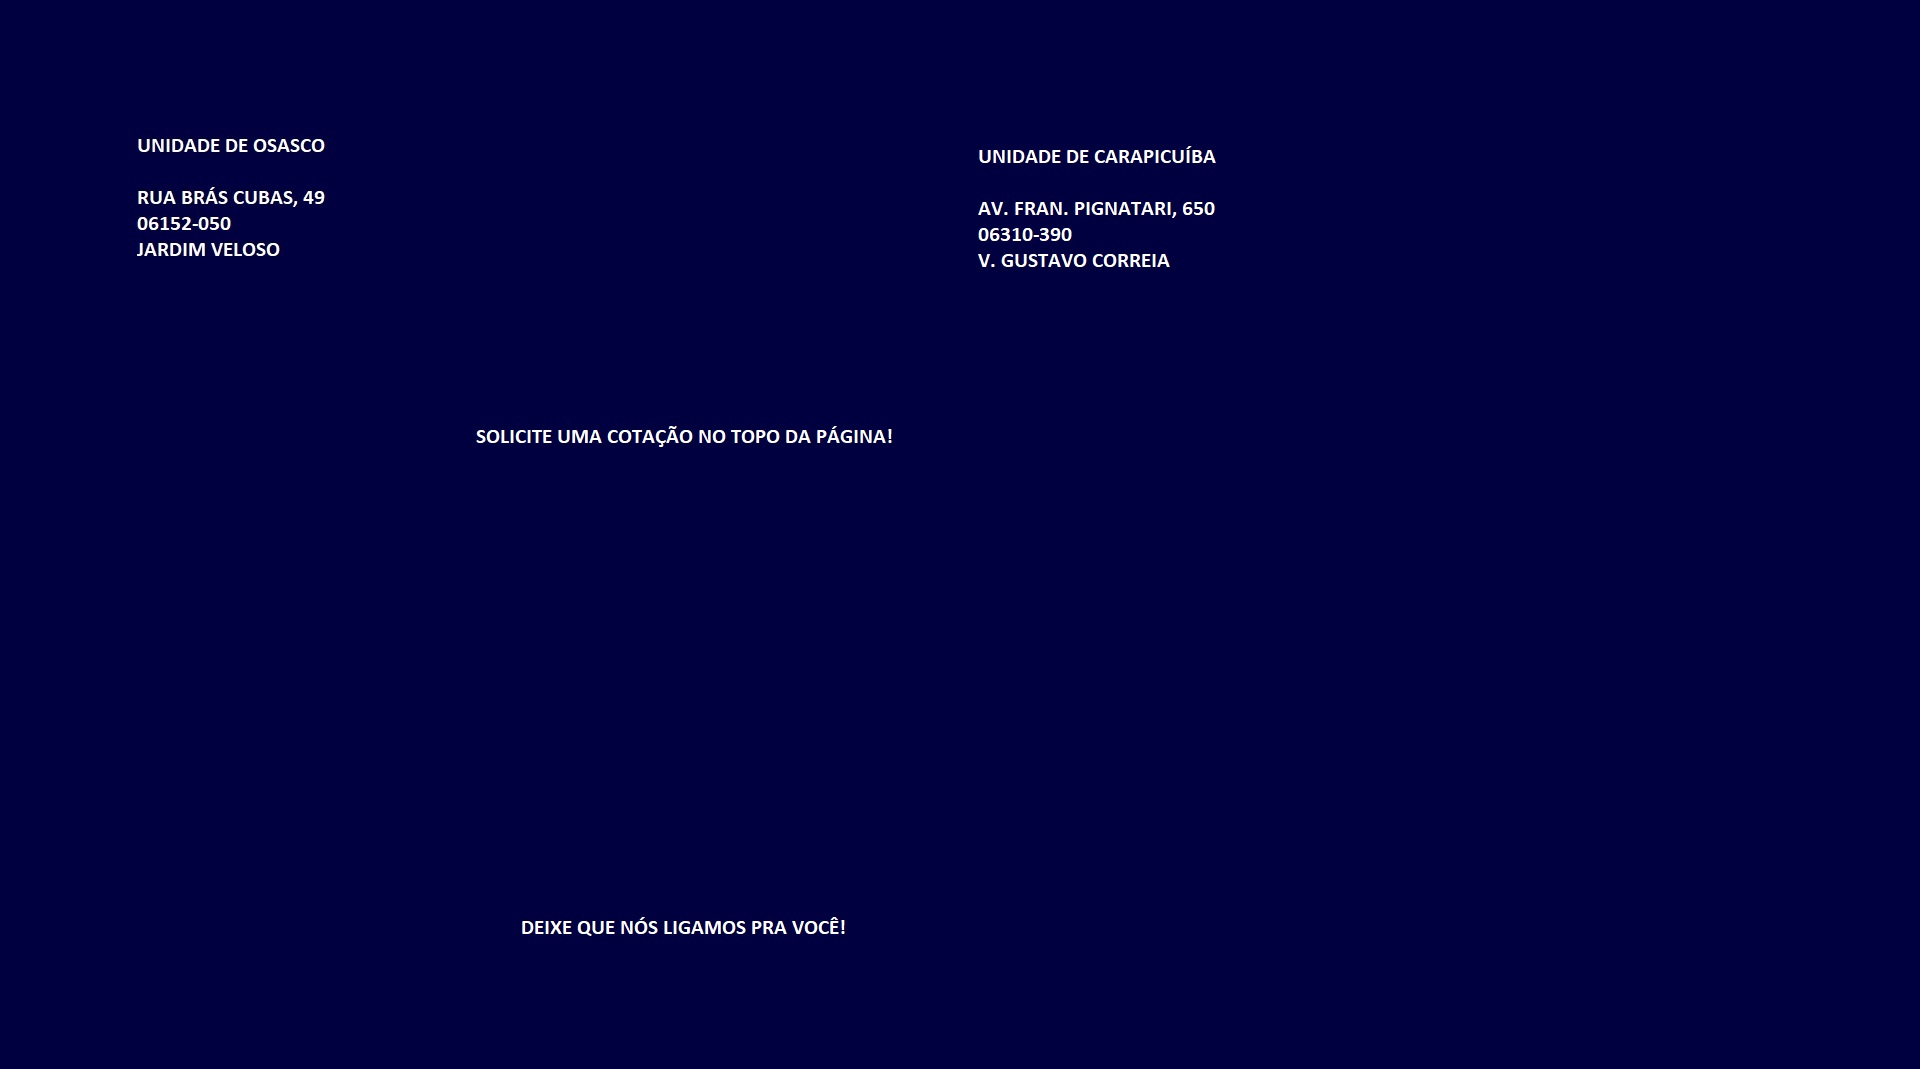 UNIDADE DE OSASCO
RUA BRÁS CUBAS, 49
06152-050
JARDIM VELOSO
UNIDADE DE CARAPICUÍBA
AV. FRAN. PIGNATARI, 650
06310-390
V. GUSTAVO CORREIA
SOLICITE UMA COTAÇÃO NO TOPO DA PÁGINA!
DEIXE QUE NÓS LIGAMOS PRA VOCÊ!